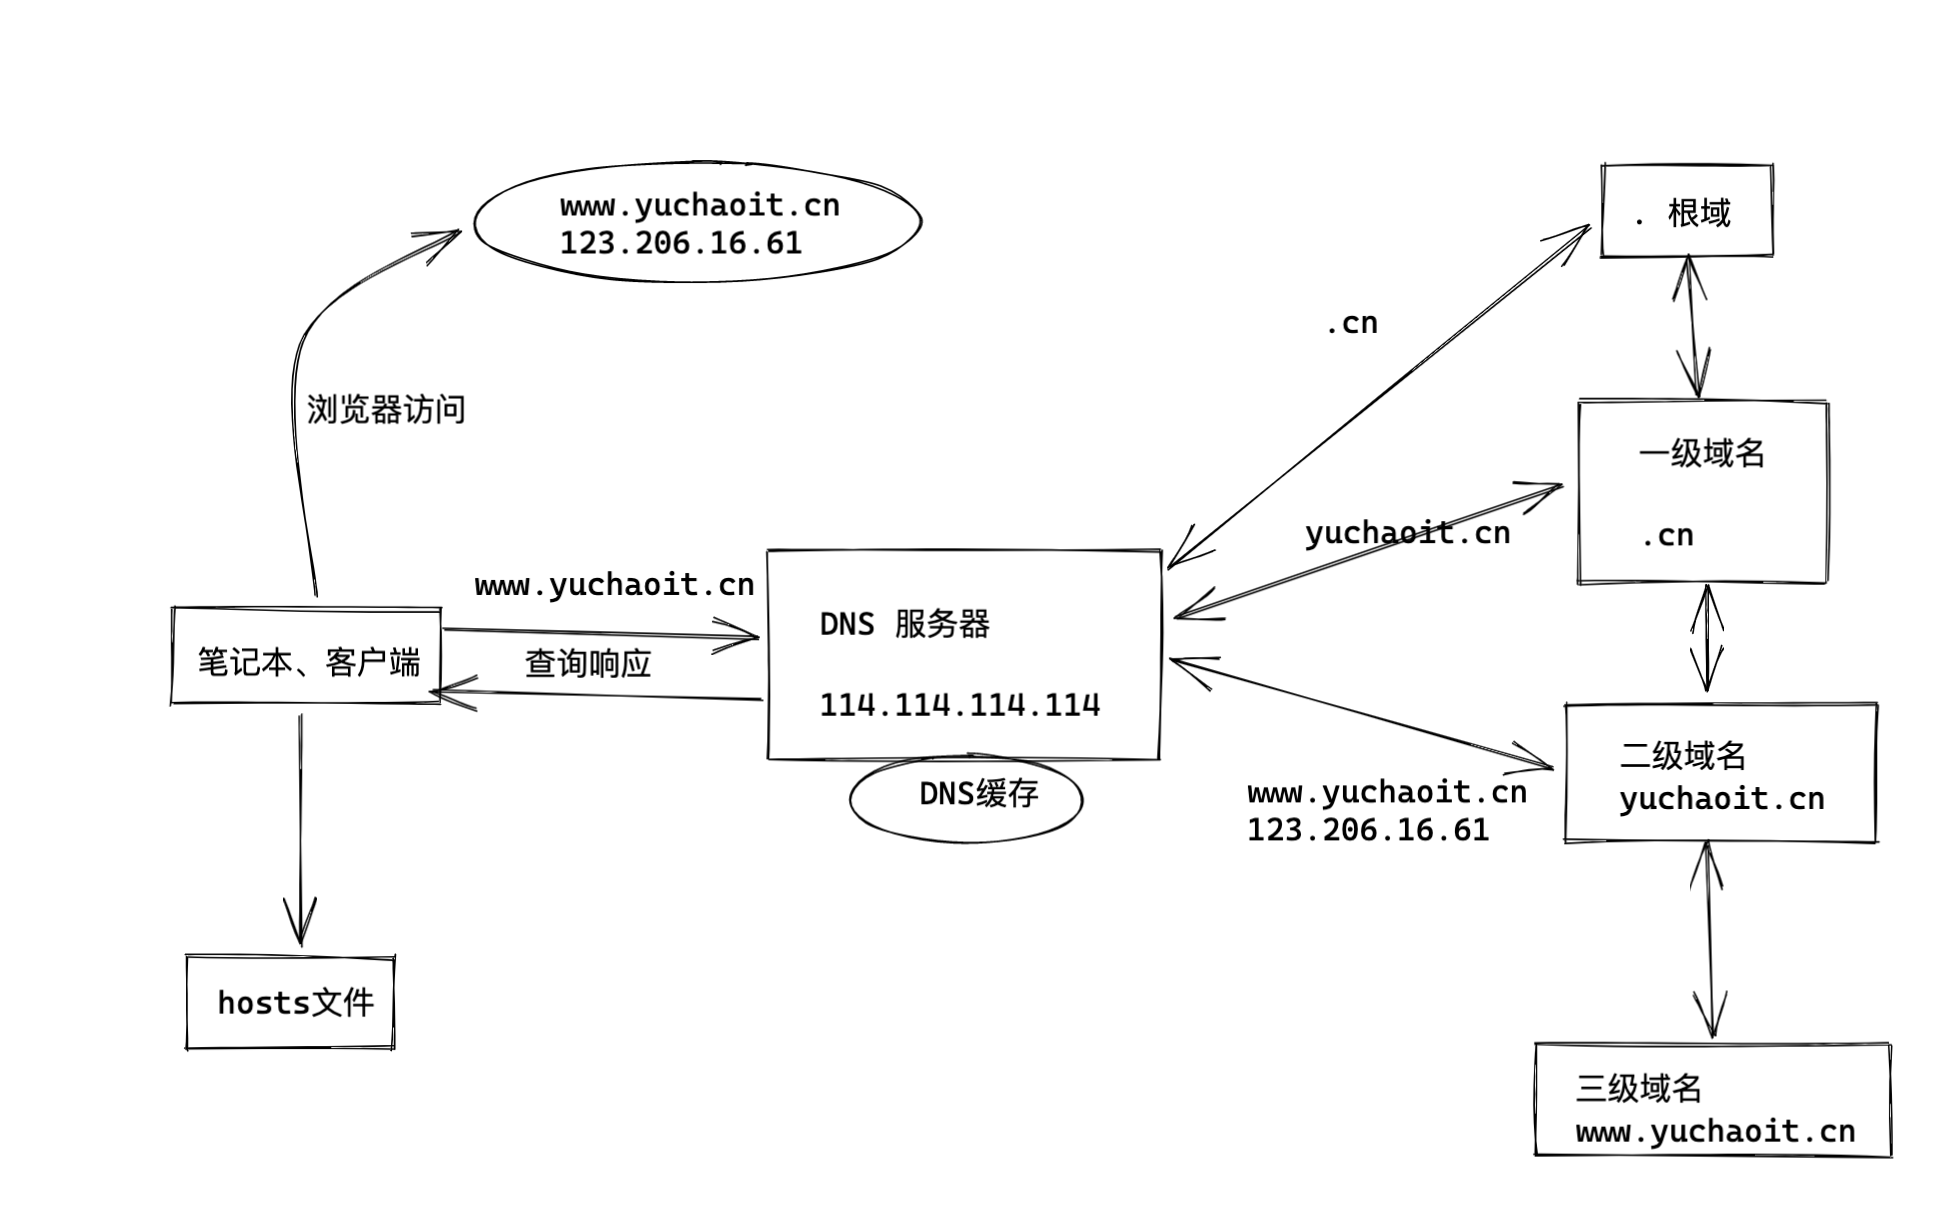 www.yuchaoit.cn
123.206.16.61
. 根域
.cn
浏览器访问
一级域名
.cn
yuchaoit.cn
www.yuchaoit.cn
DNS 服务器
114.114.114.114
笔记本、客户端
查询响应
DNS缓存
www.yuchaoit.cn
123.206.16.61
二级域名
yuchaoit.cn
hosts文件
三级域名
www.yuchaoit.cn